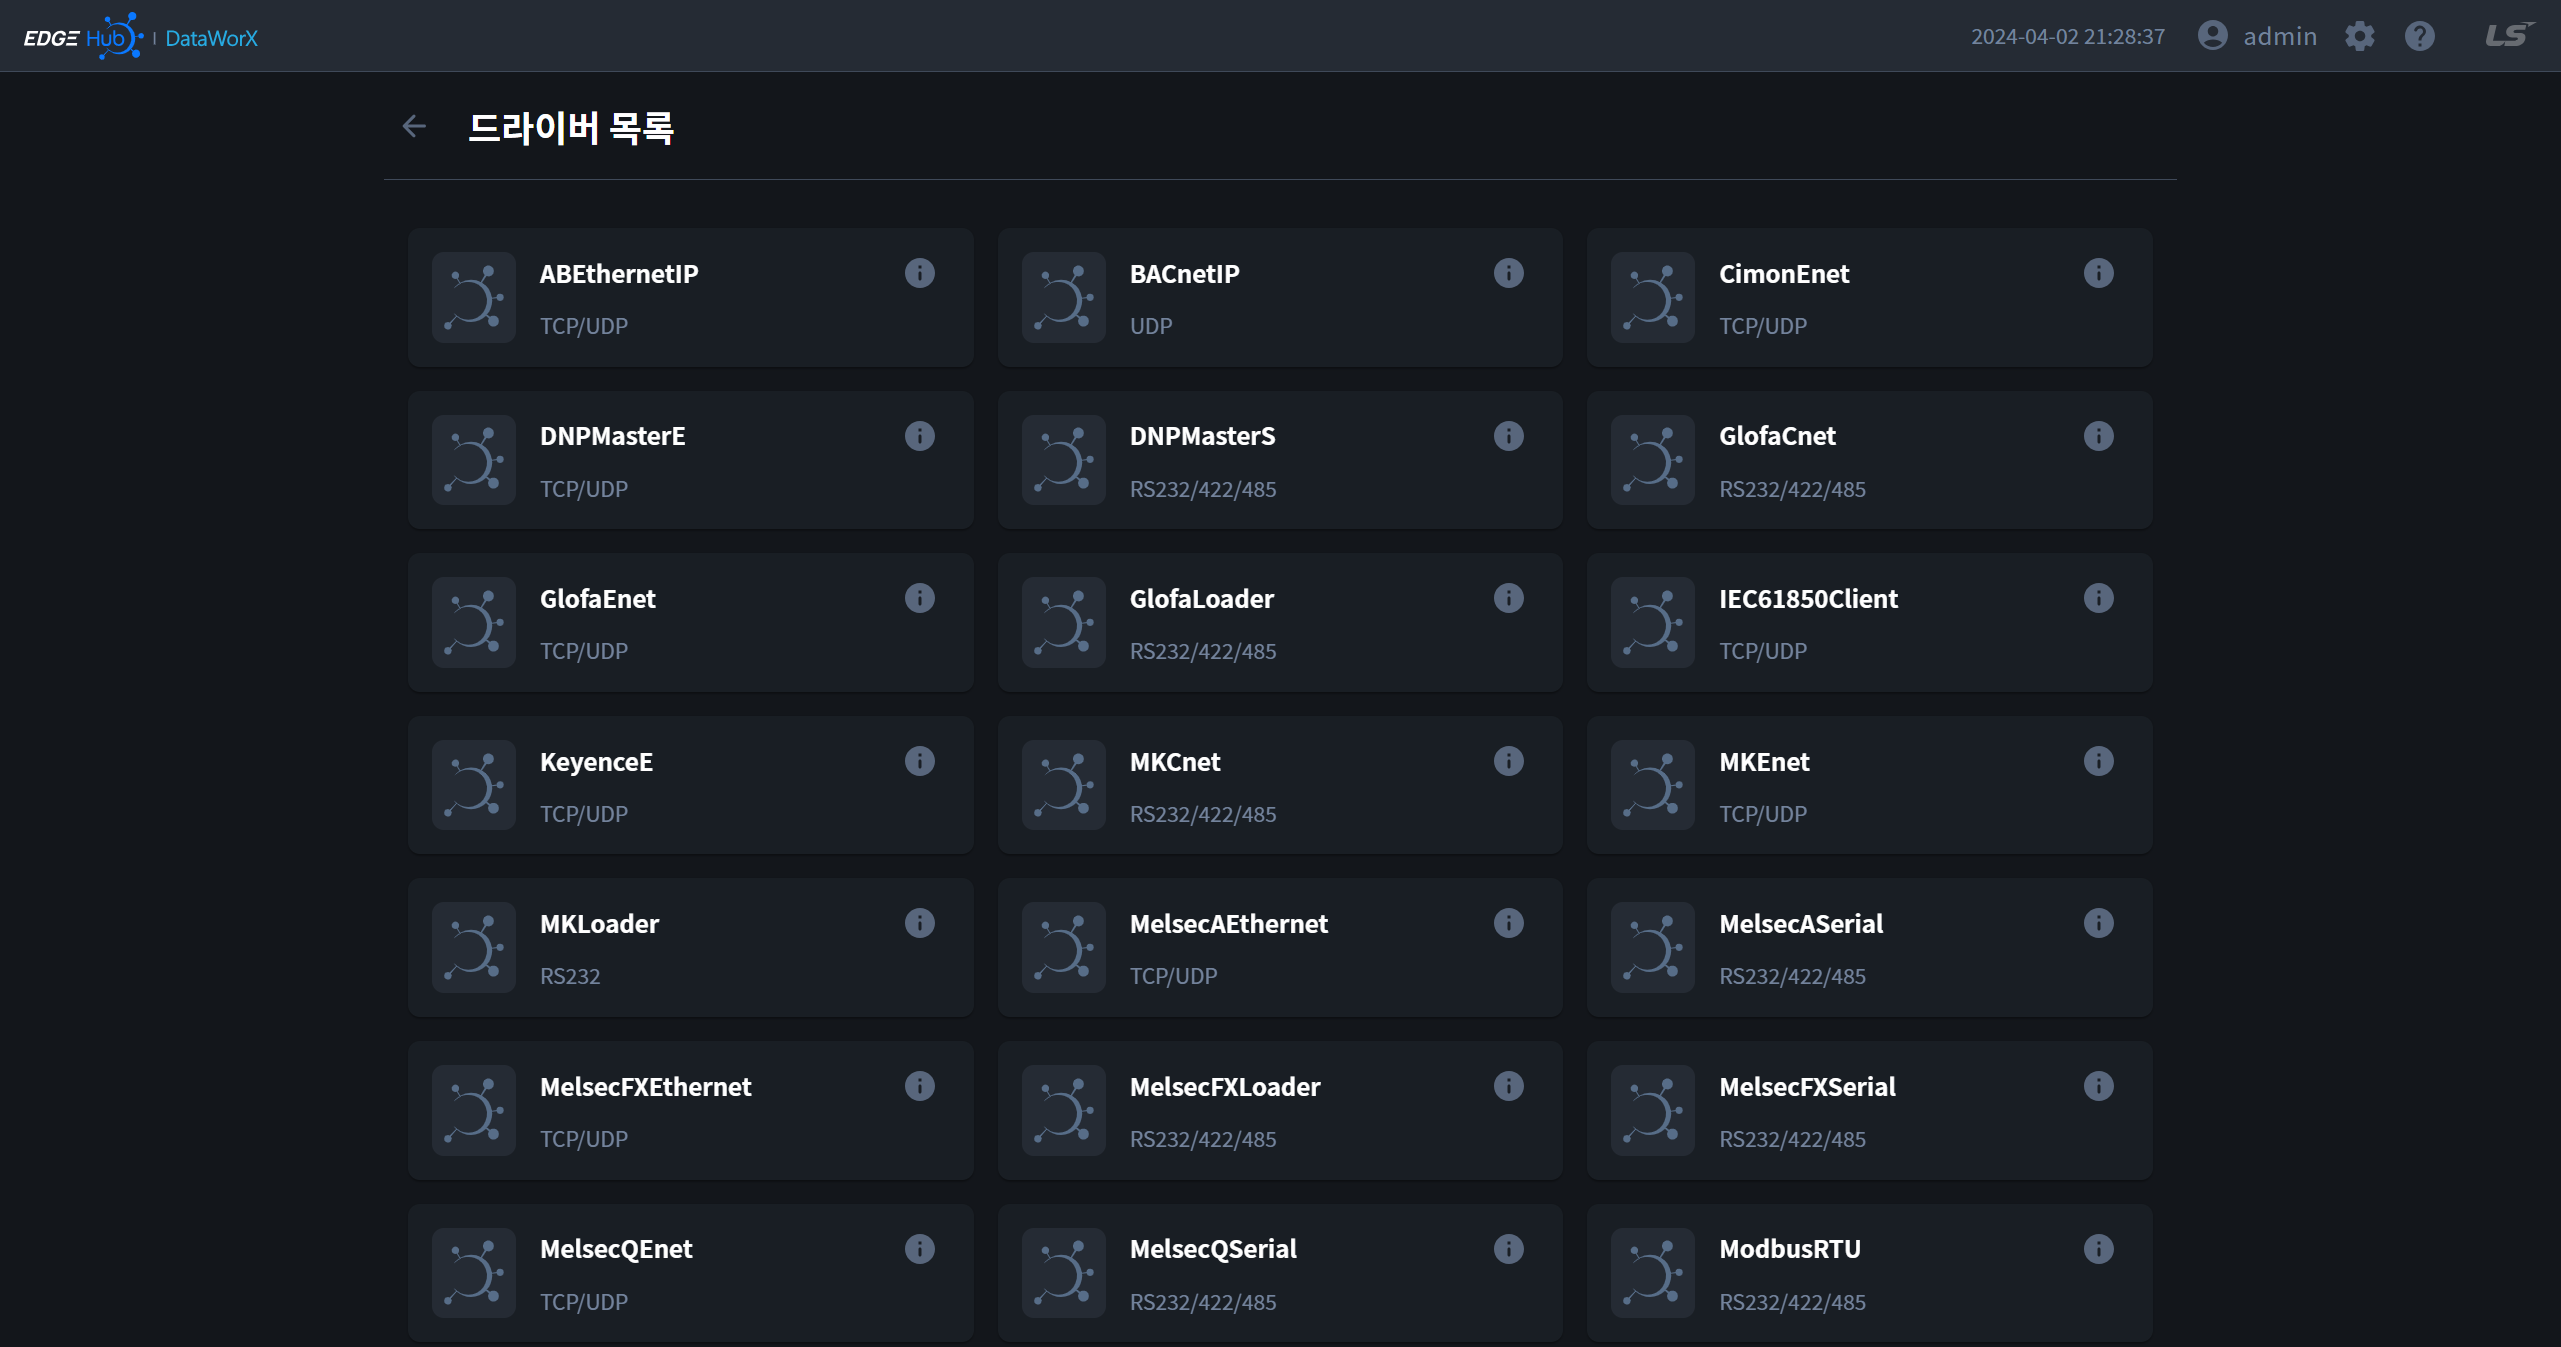 EDGE Hub | DataWorX
2024-04-02 21:28:37 admin LS
드라이버 목록
ABEthernetIP
TCP/UDP
BACnetIP
UDP
CimonEnet
TCP/UDP
DNPMasterE
TCP/UDP
DNPMasterS
RS232/422/485
GlofaCnet
RS232/422/485
GlofaEnet
TCP/UDP
GlofaLoader
RS232/422/485
IEC61850Client
TCP/UDP
KeyenceE
TCP/UDP
MKCnet
RS232/422/485
MKEnet
TCP/UDP
MKLoader
RS232
MelsecAEthernet
TCP/UDP
MelsecASerial
RS232/422/485
MelsecFXEthernet
TCP/UDP
MelsecFXLoader
RS232/422/485
MelsecFXSerial
RS232/422/485
MelsecQEnet
TCP/UDP
MelsecQSerial
RS232/422/485
ModbusRTU
RS232/422/485